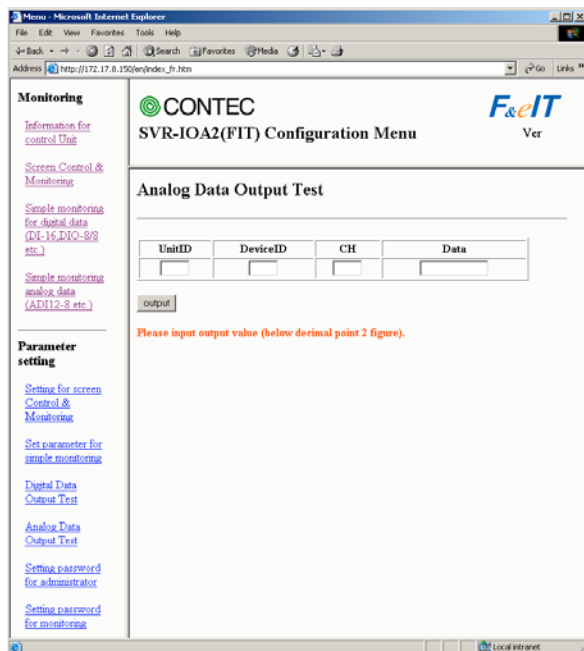 Menu - Microsoft Internet Explorer
File Edit View Favorites Tools Help
Back Search Favorites Media
Address http://172.17.8.150/en/index_fr.htm Go Links »
Monitoring
Information for
control Unit
Screen Control &
Monitoring
Simple monitoring
for digital data
(DI-16,DIO-8/8
etc.)
Simple monitoring
analog data
(ADI12-8 etc.)
Parameter
setting
Setting for screen
Control &
Monitoring
Set parameter for
simple monitoring
Digital Data
Output Test
Analog Data
Output Test
Setting password
for administrator
Setting password
for monitoring
CONTEC
F&eIT
SVR-IOA2(FIT) Configuration Menu
Ver
Analog Data Output Test
UnitID DeviceID CH Data
output
Please input output value (below decimal point 2 figure).
Local intranet